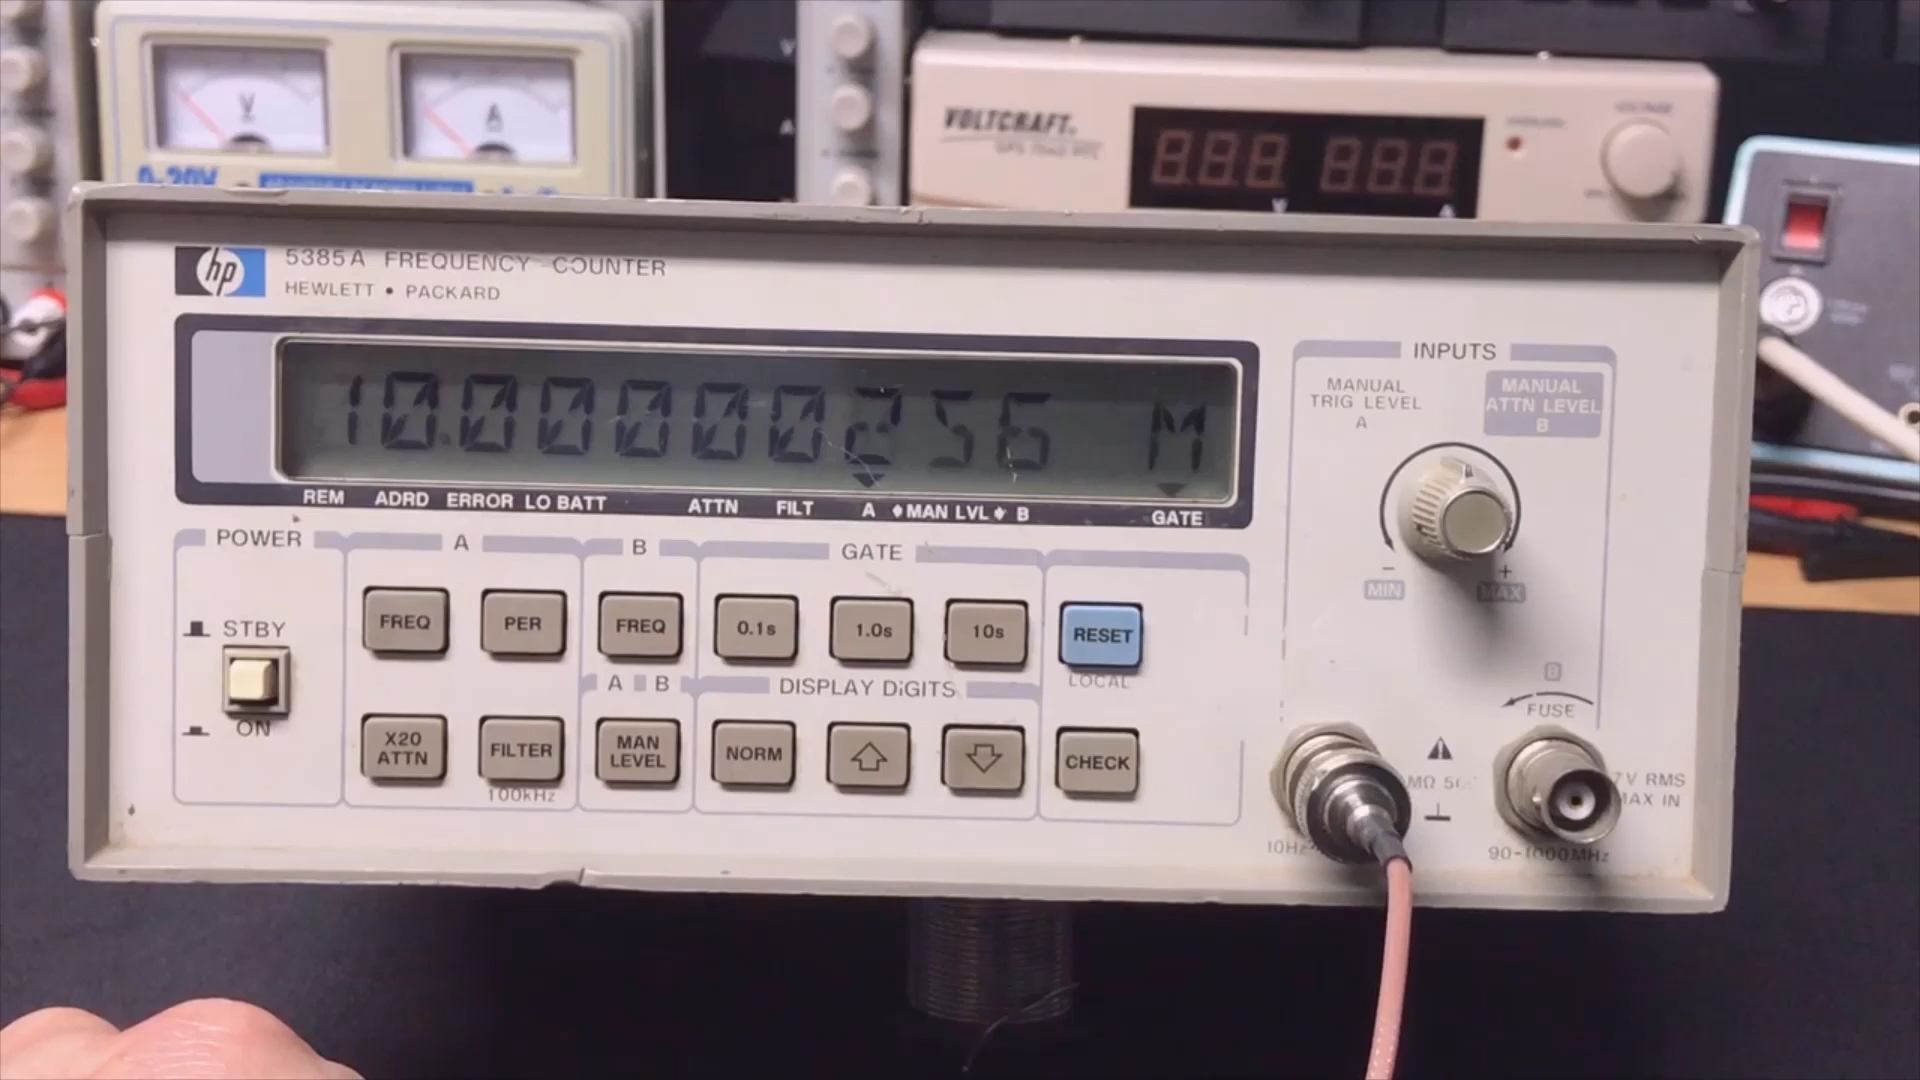 V
A
0-20V
VOLTCRAFT
V
A
hp
5385A FREQUENCY COUNTER
HEWLETT • PACKARD
10.000000256 M
REM ADRD ERROR LO BATT ATTN FILT A MAN LVL B GATE
INPUTS
MANUAL TRIG LEVEL A
MANUAL ATTN LEVEL B
MIN
MAX
POWER
A
B
GATE
STBY
ON
FREQ
PER
FREQ
0.1s
1.0s
10s
RESET
LOCAL
A B
DISPLAY DIGITS
X20 ATTN
FILTER
100kHz
MAN LEVEL
NORM
CHECK
B
FUSE
7V RMS
MAX IN
10Hz
90-1000MHz